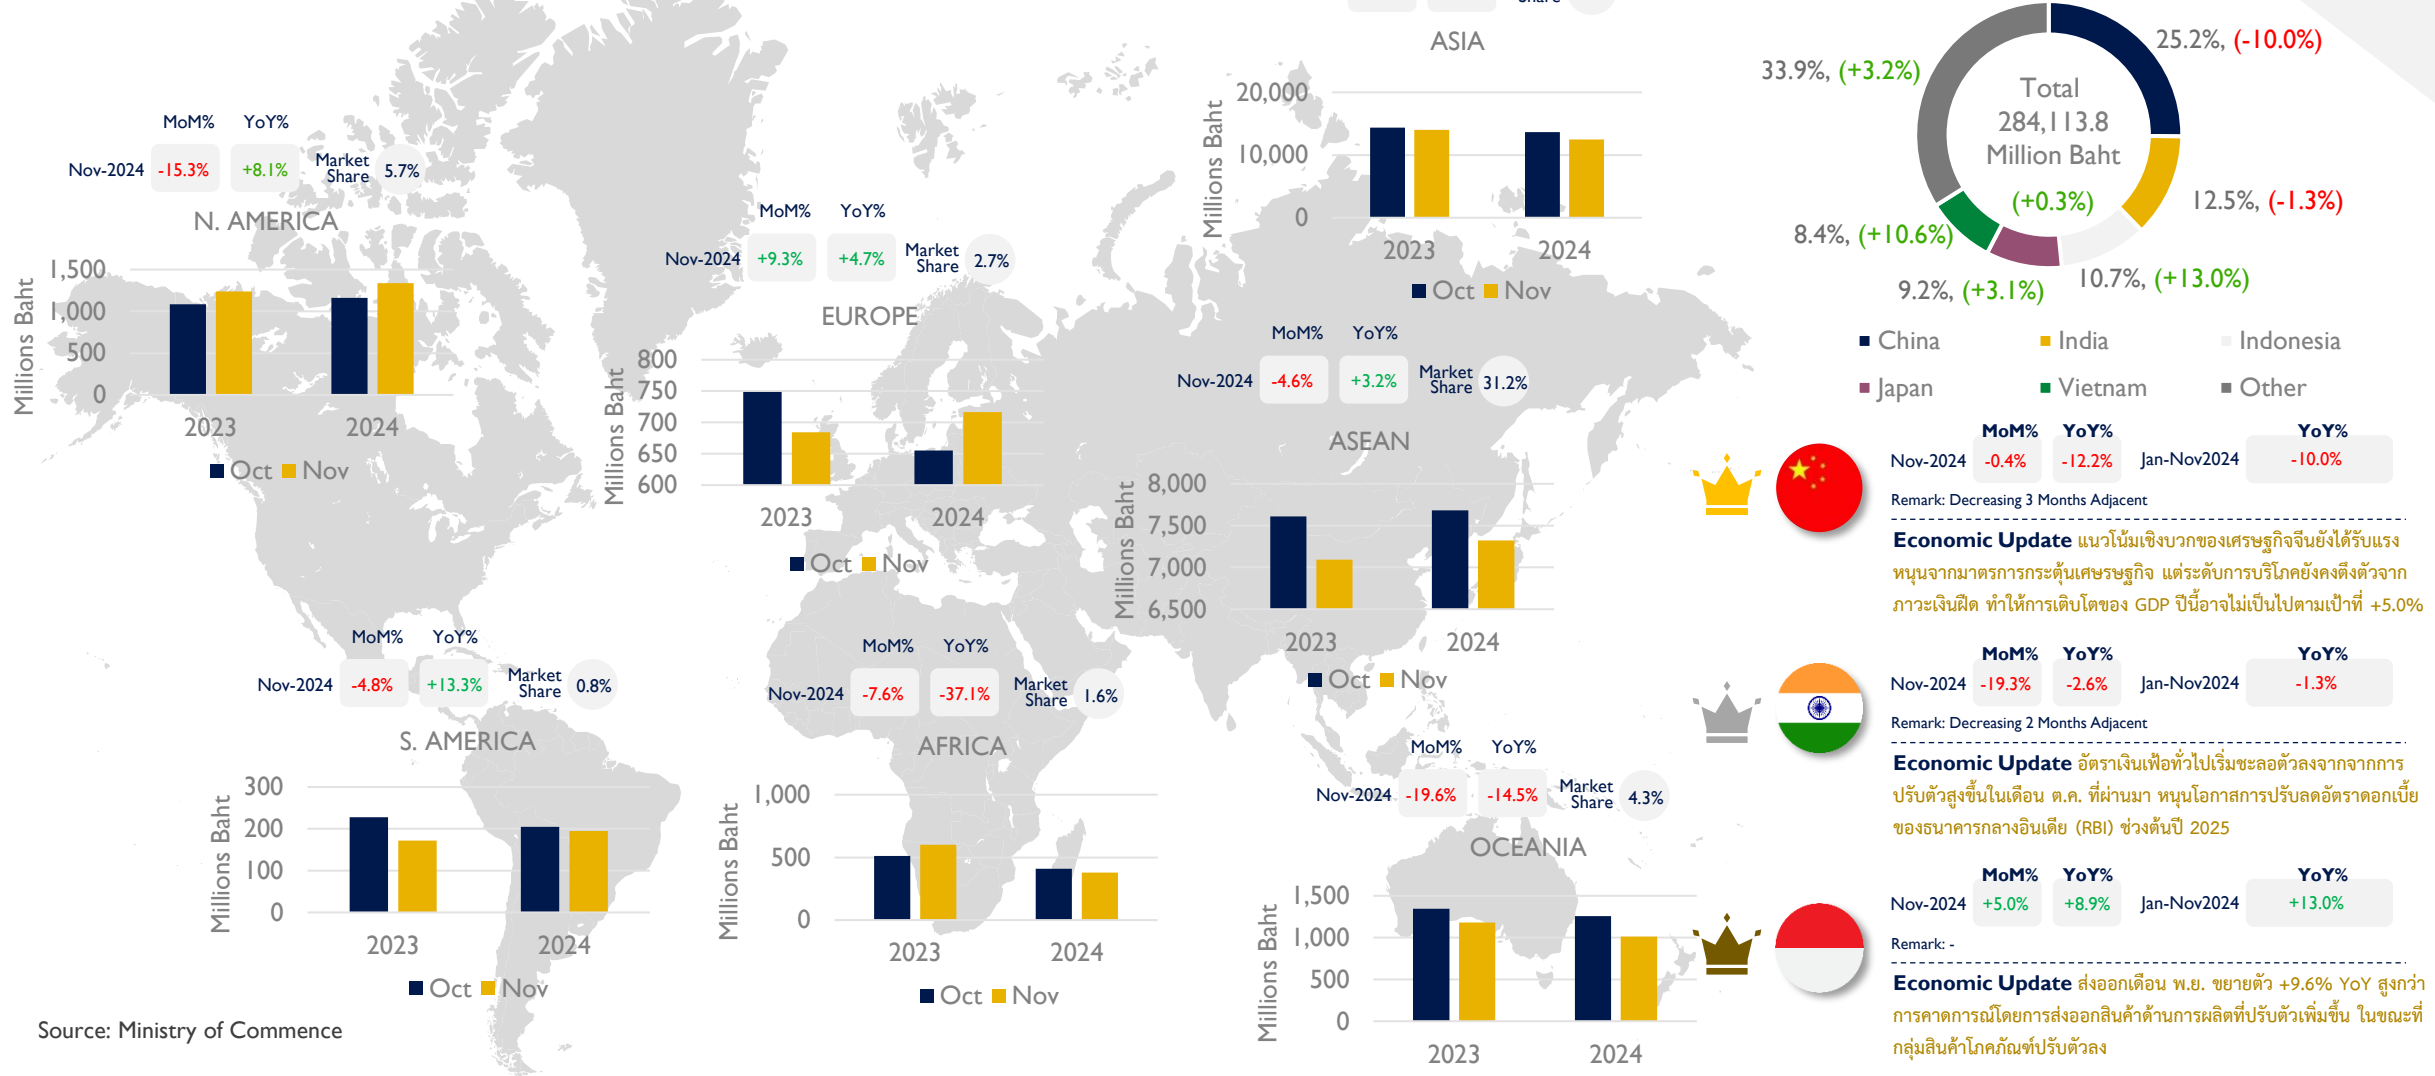 MoM% YoY%
Nov-2024 -15.3% +8.1% Market Share 5.7%
N. AMERICA
Millions Baht
1,500
1,000
500
0
2023 2024
Oct Nov
MoM% YoY%
Nov-2024 +9.3% +4.7% Market Share 2.7%
EUROPE
Millions Baht
800
750
700
650
600
2023 2024
Oct Nov
ASIA
Millions Baht
20,000
10,000
0
2023 2024
Oct Nov
MoM% YoY%
Nov-2024 -4.6% +3.2% Market Share 31.2%
ASEAN
Millions Baht
8,000
7,500
7,000
6,500
2023 2024
Oct Nov
MoM% YoY%
Nov-2024 -4.8% +13.3% Market Share 0.8%
S. AMERICA
Millions Baht
300
200
100
0
2023 2024
Oct Nov
MoM% YoY%
Nov-2024 -7.6% -37.1% Market Share 1.6%
AFRICA
Millions Baht
1,000
500
0
2023 2024
Oct Nov
MoM% YoY%
Nov-2024 -19.6% -14.5% Market Share 4.3%
OCEANIA
Millions Baht
1,500
1,000
500
0
2023 2024
Source: Ministry of Commence
25.2%, (-10.0%)
12.5%, (-1.3%)
10.7%, (+13.0%)
9.2%, (+3.1%)
8.4%, (+10.6%)
33.9%, (+3.2%)
Total
284,113.8
Million Baht
(+0.3%)
China India Indonesia
Japan Vietnam Other
MoM% YoY% YoY%
Nov-2024 -0.4% -12.2% Jan-Nov2024 -10.0%
Remark: Decreasing 3 Months Adjacent
Economic Update แนวโน้มเชิงบวกของเศรษฐกิจจีนยังได้รับแรง
หนุนจากมาตรการกระตุ้นเศษรษฐกิจ แต่ระดับการบริโภคยังคงตึงตัวจาก
ภาวะเงินฝืด ทำให้การเติบโตของ GDP ปีนี้อาจไม่เป็นไปตามเป้าที่ +5.0%
MoM% YoY% YoY%
Nov-2024 -19.3% -2.6% Jan-Nov2024 -1.3%
Remark: Decreasing 2 Months Adjacent
Economic Update อัตราเงินเฟ้อทั่วไปเริ่มชะลอตัวลงจากจากการ
ปรับตัวสูงขึ้นในเดือน ต.ค. ที่ผ่านมา หนุนโอกาสการปรับลดอัตราดอกเบี้ย
ของธนาคารกลางอินเดีย (RBI) ช่วงต้นปี 2025
MoM% YoY% YoY%
Nov-2024 +5.0% +8.9% Jan-Nov2024 +13.0%
Remark: -
Economic Update ส่งออกเดือน พ.ย. ขยายตัว +9.6% YoY สูงกว่า
การคาดการณ์โดยการส่งออกสินค้าด้านการผลิตที่ปรับตัวเพิ่มขึ้น ในขณะที่
กลุ่มสินค้าโภคภัณฑ์ปรับตัวลง